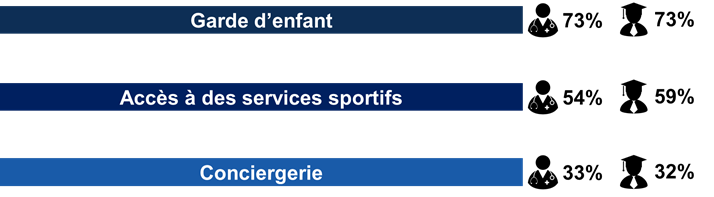 Garde d’enfant 73% 73%
Accès à des services sportifs 54% 59%
Conciergerie 33% 32%